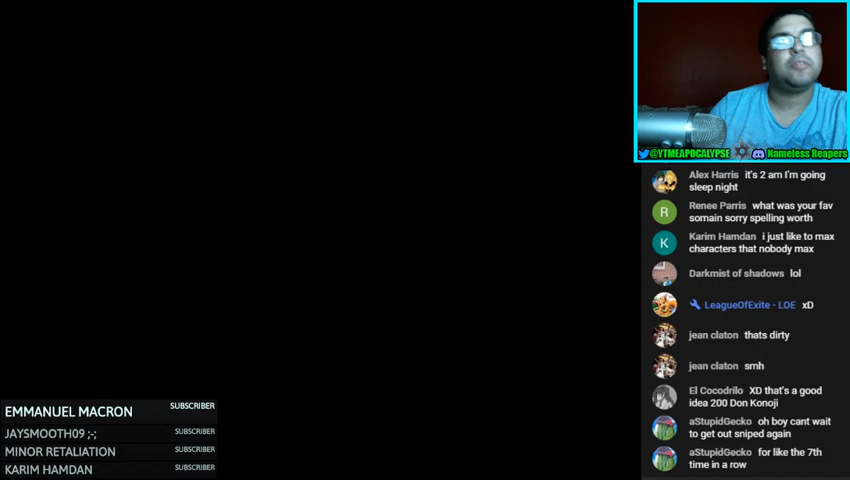 @YTMEAPOCALYPSE Nameless Reapers
Alex Harris it's 2 am I'm going
sleep night
R
Renee Parris what was your fav
somain sorry spelling worth
K
Karim Hamdan i just like to max
characters that nobody max
Darkmist of shadows lol
LeagueOfExite - LOE xD
jean claton thats dirty
jean claton smh
El Cocodrilo XD that's a good
idea 200 Don Konoji
aStupidGecko oh boy cant wait
to get out sniped again
aStupidGecko for like the 7th
time in a row
EMMANUEL MACRON SUBSCRIBER
JAYSMOOTH09 ;-; SUBSCRIBER
MINOR RETALIATION SUBSCRIBER
KARIM HAMDAN SUBSCRIBER